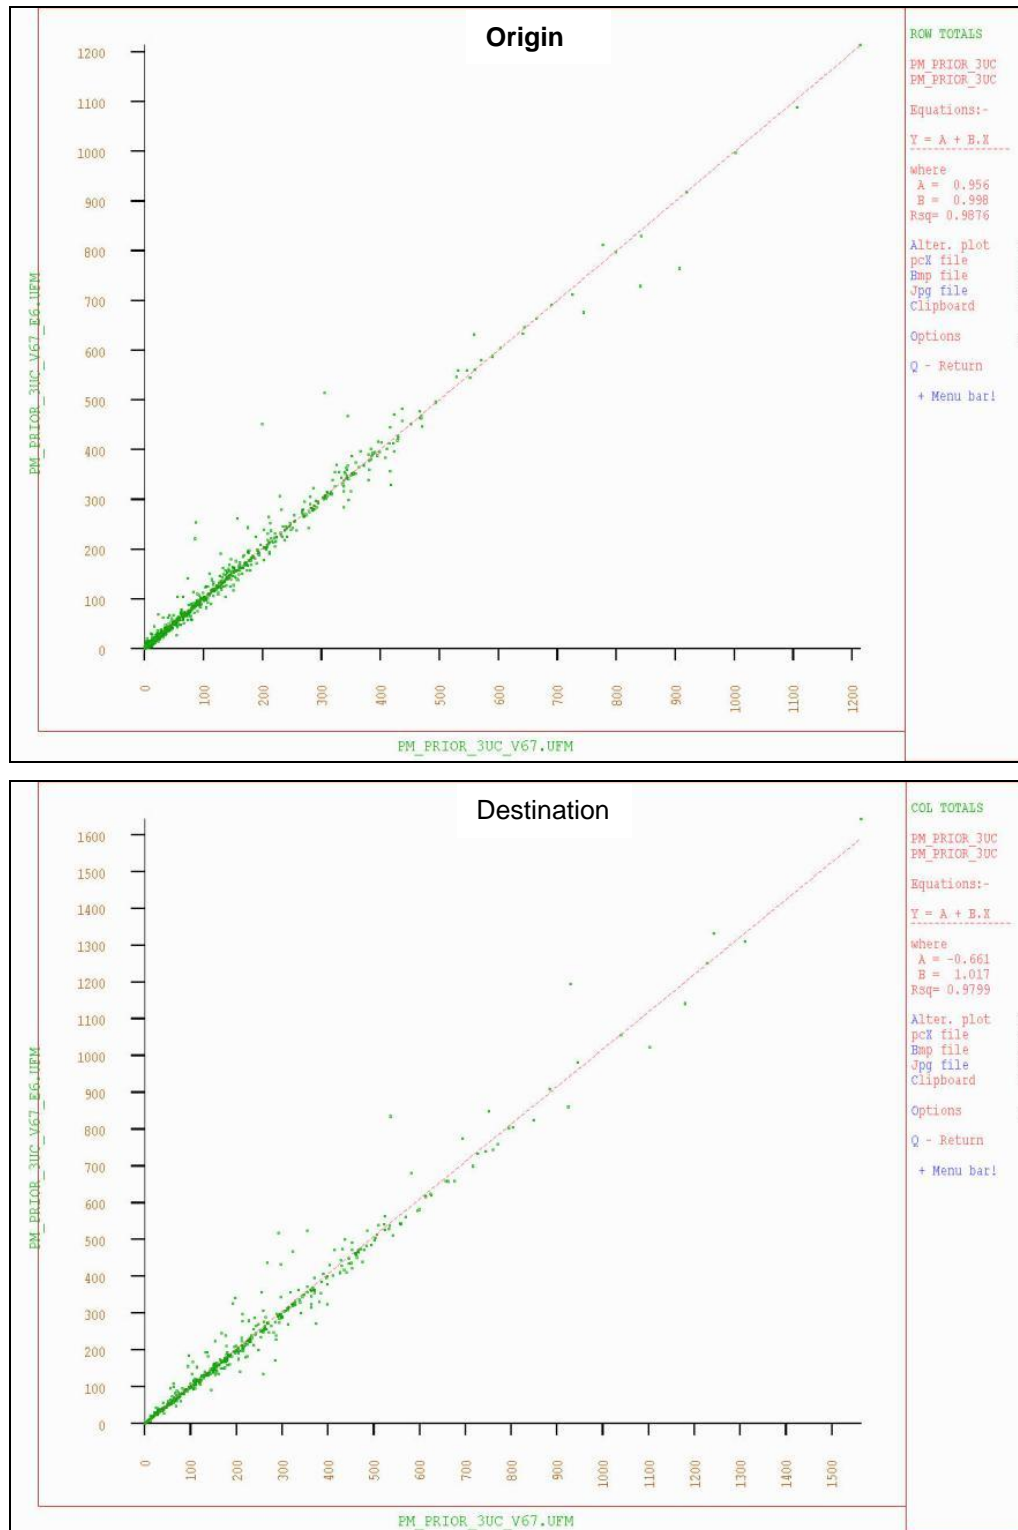 Origin
1200
1100
1000
900
800
700
600
500
400
300
200
100
0
PM_PRIOR_3UC_V67_E6.UFM
0 100 200 300 400 500 600 700 800 900 1000 1100 1200
PM_PRIOR_3UC_V67.UFM
ROW TOTALS
PM_PRIOR_3UC
PM_PRIOR_3UC
Equations:-
Y = A + B.X
where
A = 0.956
B = 0.998
Rsq= 0.9876
Alter. plot
pcX file
Bmp file
Jpg file
Clipboard
Options
Q - Return
+ Menu bar!
Destination
1600
1500
1400
1300
1200
1100
1000
900
800
700
600
500
400
300
200
100
0
PM_PRIOR_3UC_V67_E6.UFM
0 100 200 300 400 500 600 700 800 900 1000 1100 1200 1300 1400 1500
PM_PRIOR_3UC_V67.UFM
COL TOTALS
PM_PRIOR_3UC
PM_PRIOR_3UC
Equations:-
Y = A + B.X
where
A = -0.661
B = 1.017
Rsq= 0.9799
Alter. plot
pcX file
Bmp file
Jpg file
Clipboard
Options
Q - Return
+ Menu bar!